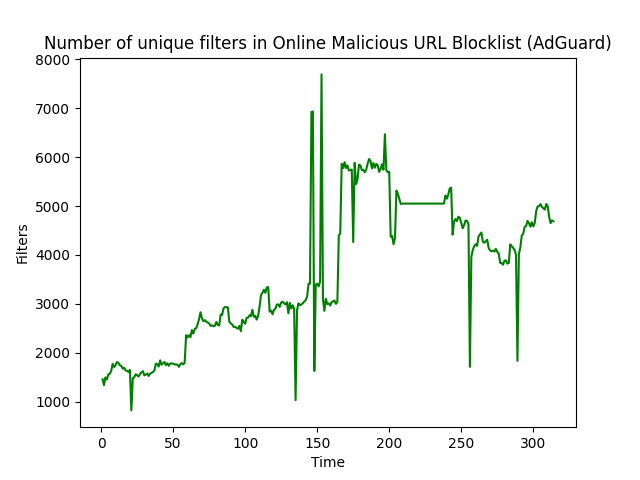 Number of unique filters in Online Malicious URL Blocklist (AdGuard)
8000
7000
6000
5000
4000
3000
2000
1000
Filters
0 50 100 150 200 250 300
Time